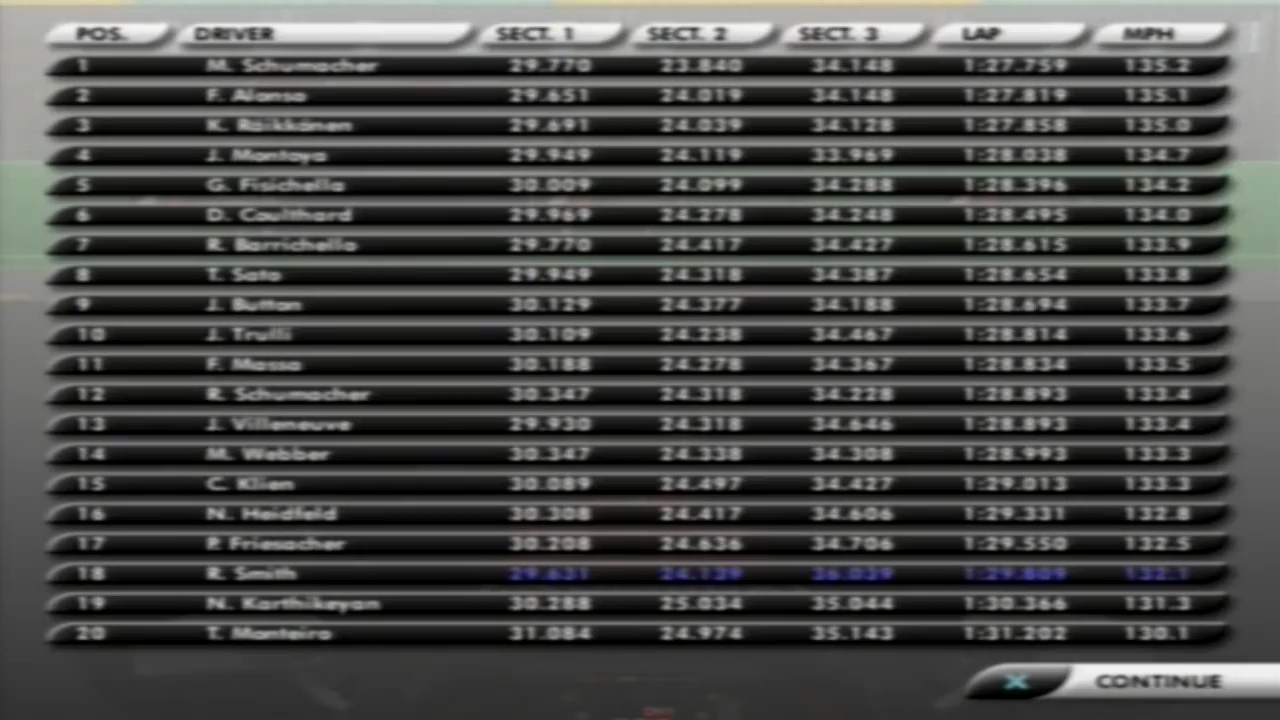 POS. DRIVER SECT. 1 SECT. 2 SECT. 3 LAP MPH
1 M. Schumacher 29.770 23.840 34.148 1:27.759 135.2
2 F. Alonso 29.651 24.019 34.148 1:27.819 135.1
3 K. Räikkönen 29.691 24.039 34.128 1:27.858 135.0
4 J. Montoya 29.949 24.119 33.969 1:28.038 134.7
5 G. Fisichella 30.009 24.099 34.288 1:28.396 134.2
6 D. Coulthard 29.969 24.278 34.248 1:28.495 134.0
7 R. Barrichello 29.770 24.417 34.427 1:28.615 133.9
8 T. Sato 29.949 24.318 34.387 1:28.654 133.8
9 J. Button 30.129 24.377 34.188 1:28.694 133.7
10 J. Trulli 30.109 24.238 34.467 1:28.814 133.6
11 F. Massa 30.188 24.278 34.367 1:28.834 133.5
12 R. Schumacher 30.347 24.318 34.228 1:28.893 133.4
13 J. Villeneuve 29.930 24.318 34.646 1:28.893 133.4
14 M. Webber 30.347 24.338 34.308 1:28.993 133.3
15 C. Klien 30.089 24.497 34.427 1:29.013 133.3
16 N. Heidfeld 30.308 24.417 34.606 1:29.331 132.8
17 P. Friesacher 30.208 24.636 34.706 1:29.550 132.5
18 R. Smith 29.631 24.139 36.039 1:29.809 132.1
19 N. Karthikeyan 30.288 25.034 35.044 1:30.366 131.3
20 T. Monteiro 31.084 24.974 35.143 1:31.202 130.1
CONTINUE